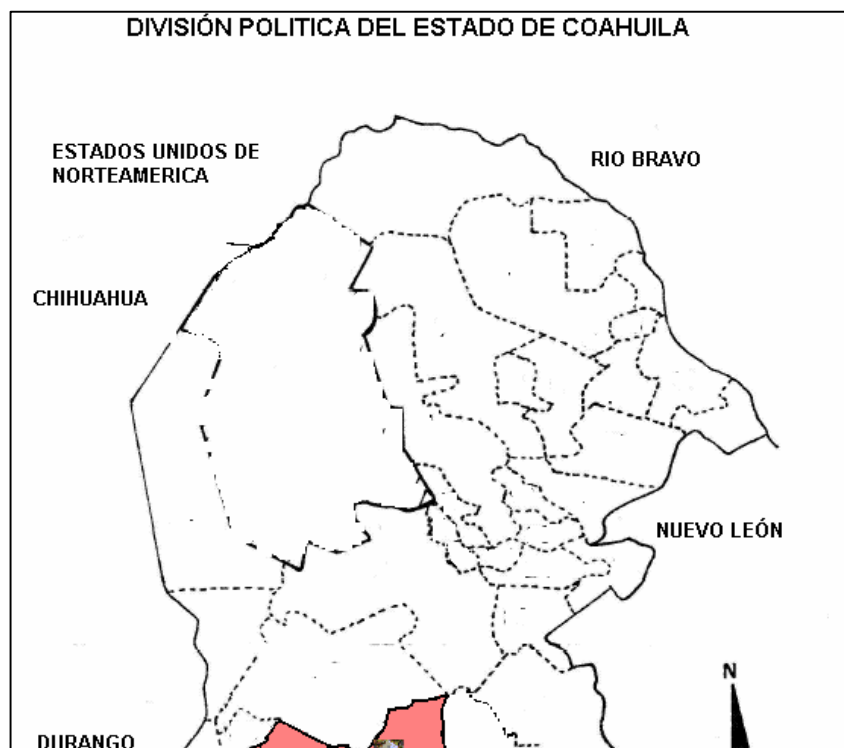 DIVISIÓN POLITICA DEL ESTADO DE COAHUILA
ESTADOS UNIDOS DE
NORTEAMERICA
RIO BRAVO
CHIHUAHUA
NUEVO LEÓN
N
DURANGO